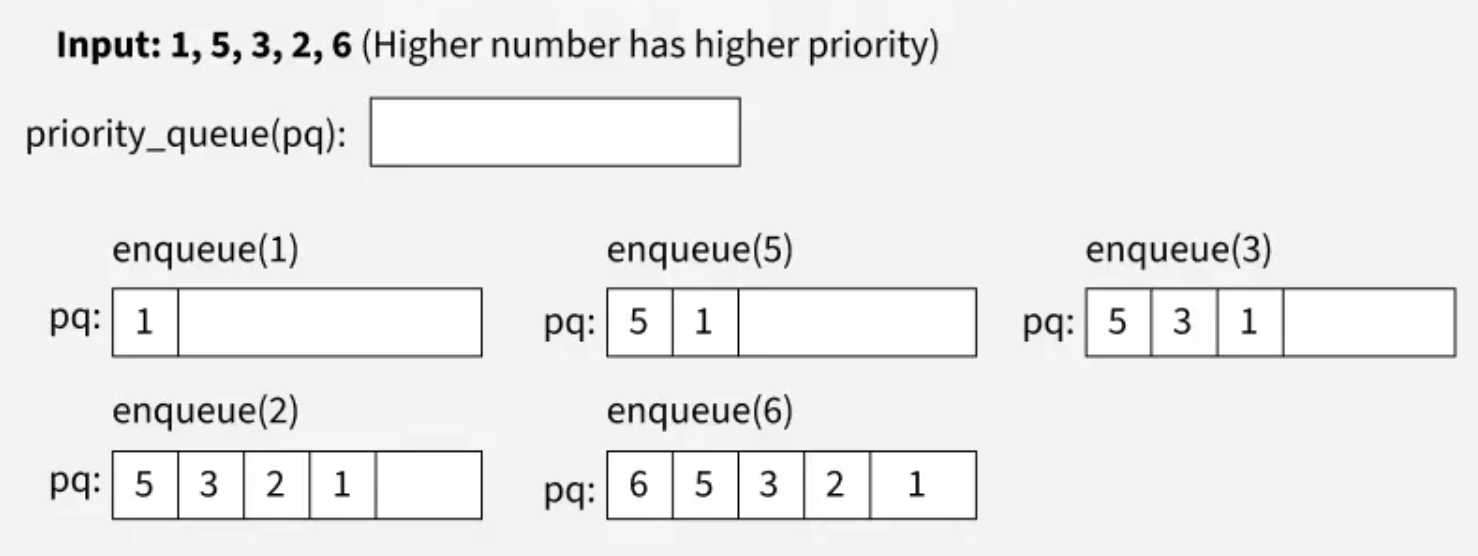 Input: 1, 5, 3, 2, 6 (Higher number has higher priority)
priority_queue(pq):
enqueue(1) enqueue(5) enqueue(3)
pq: 1 pq: 5 1 pq: 5 3 1
enqueue(2) enqueue(6)
pq: 5 3 2 1 pq: 6 5 3 2 1